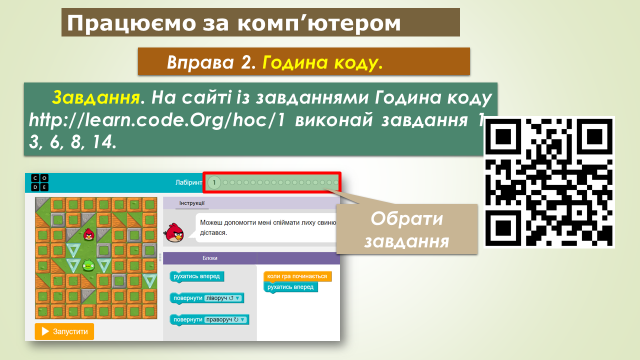 Працюємо за комп’ютером
Вправа 2. Година коду.
Завдання. На сайті із завданнями Година коду
http://learn.code.Org/hoc/1 виконай завдання 1,
3, 6, 8, 14.
C O
D E
Лабіринт 1
Інструкції
Можеш допомогти мені спіймати лиху свиню
дістався.
Блоки
рухатись вперед
повернути ліворуч
повернути праворуч
коли гра починається
рухатись вперед
Запустити
Обрати
завдання